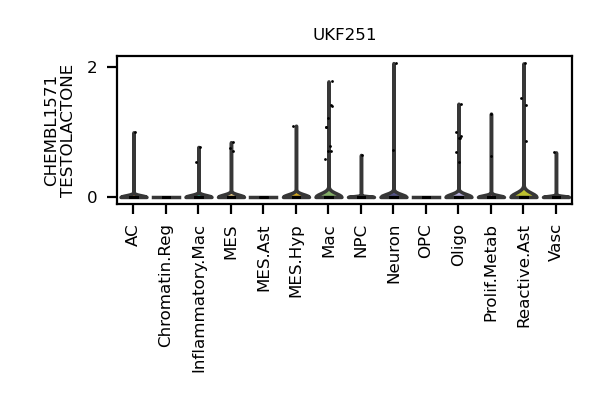 UKF251
CHEMBL1571
TESTOLACTONE
2
0
AC
Chromatin.Reg
Inflammatory.Mac
MES
MES.Ast
MES.Hyp
Mac
NPC
Neuron
OPC
Oligo
Prolif.Metab
Reactive.Ast
Vasc